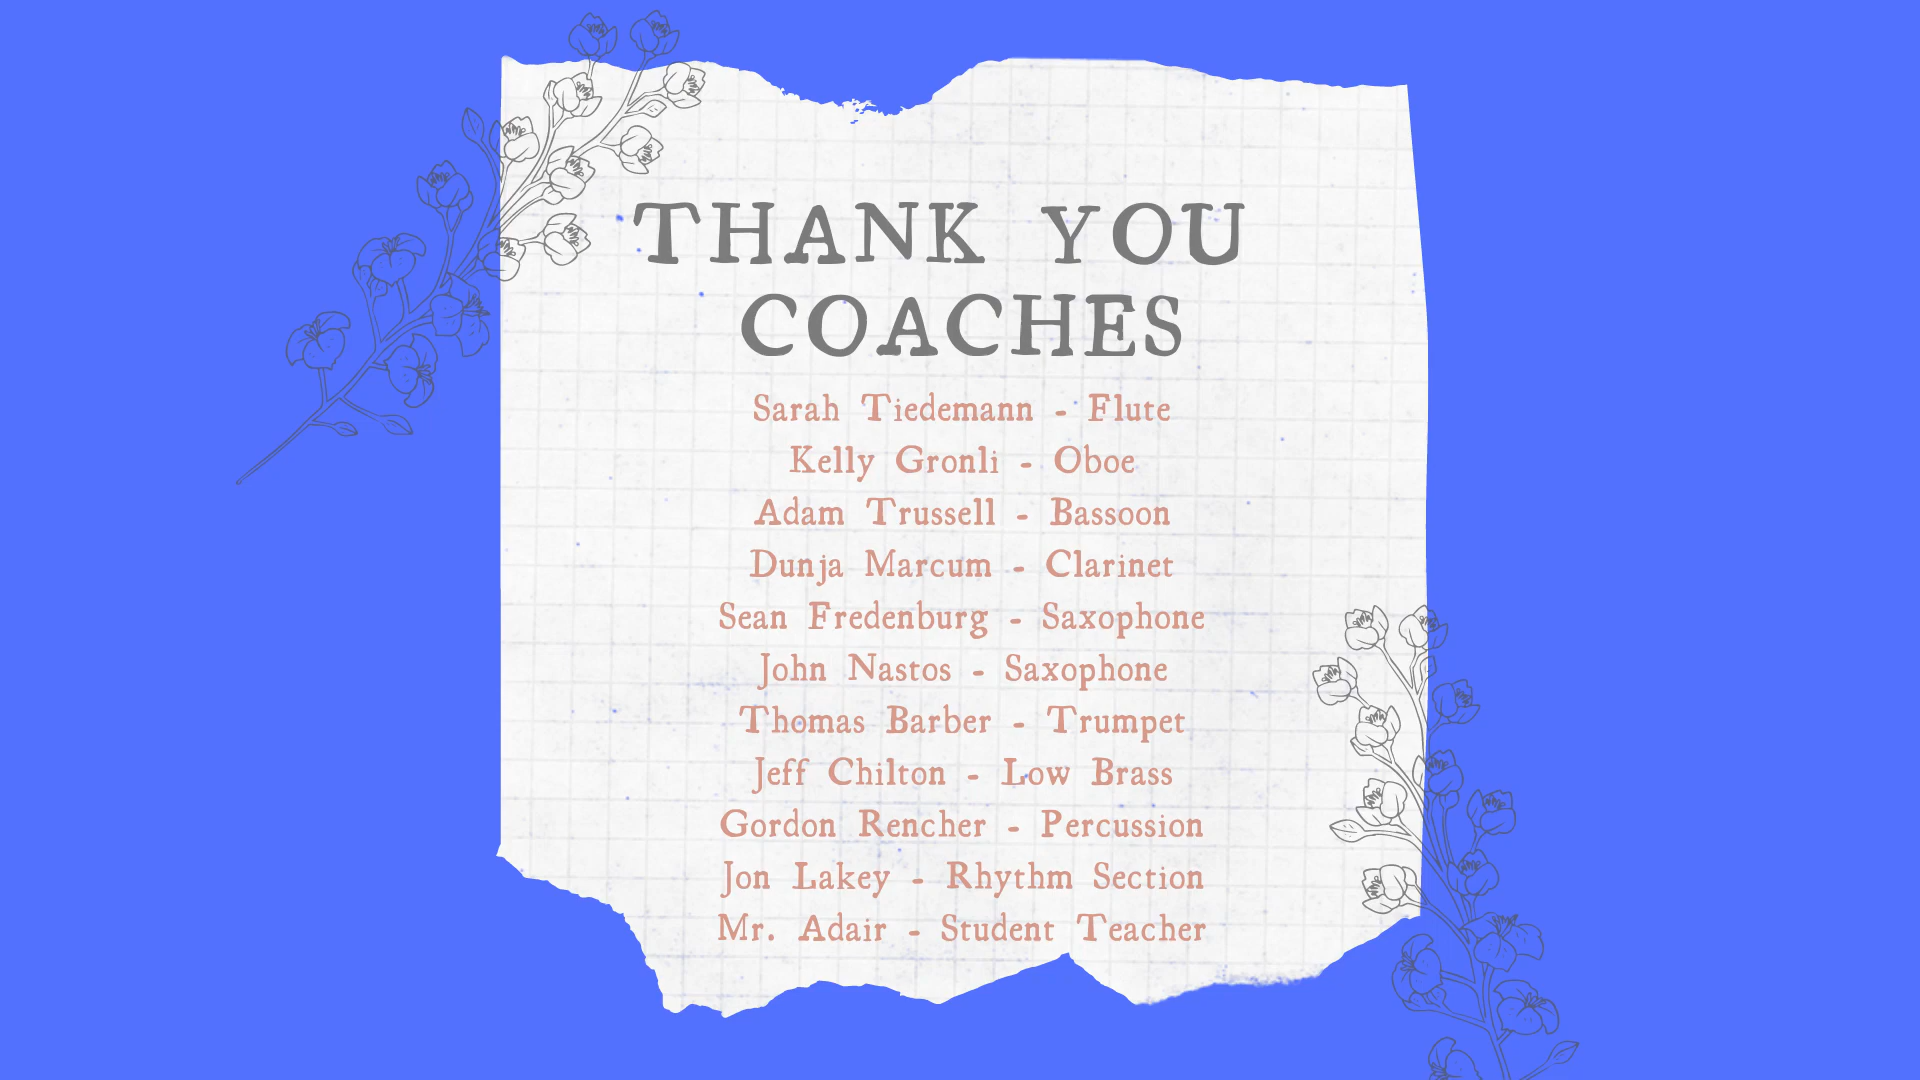 THANK YOU
COACHES
Sarah Tiedemann - Flute
Kelly Gronli - Oboe
Adam Trussell - Bassoon
Dunja Marcum - Clarinet
Sean Fredenburg - Saxophone
John Nastos - Saxophone
Thomas Barber - Trumpet
Jeff Chilton - Low Brass
Gordon Rencher - Percussion
Jon Lakey - Rhythm Section
Mr. Adair - Student Teacher